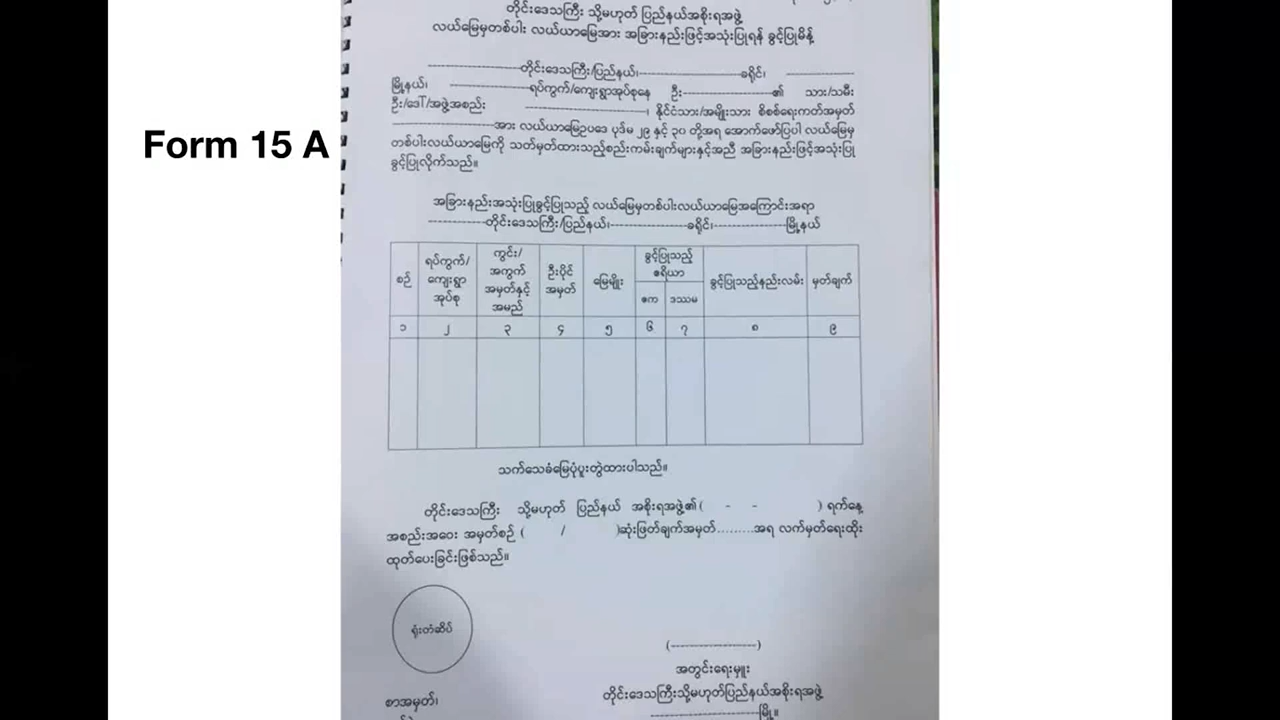 တိုင်းဒေသကြီး သို့မဟုတ် ပြည်နယ်အစိုးရအဖွဲ့
လယ်မြေမှတစ်ပါး လယ်ယာမြေအား အခြားနည်းဖြင့်အသုံးပြုရန် ခွင့်ပြုမိန့်
--------------------တိုင်းဒေသကြီး/ပြည်နယ်၊----------------------ခရိုင်၊ ---------------
မြို့နယ်၊ -----------------ရပ်ကွက်/ကျေးရွာအုပ်စုနေ ဦး--------------------၏ သား/သမီး
ဦး/ဒေါ်/အဖွဲ့အစည်း --------------------------၊ နိုင်ငံသား/အမျိုးသား စိစစ်ရေးကတ်အမှတ်
Form 15 A
----------------------အား လယ်ယာမြေဥပဒေ ပုဒ်မ ၂၉ နှင့် ၃၀ တို့အရ အောက်ဖော်ပြပါ လယ်မြေမှ
တစ်ပါးလယ်ယာမြေကို သတ်မှတ်ထားသည့်စည်းကမ်းချက်များနှင့်အညီ အခြားနည်းဖြင့်အသုံးပြု
ခွင့်ပြုလိုက်သည်။
အခြားနည်းအသုံးပြုခွင့်ပြုသည့် လယ်မြေမှတစ်ပါးလယ်ယာမြေအကြောင်းအရာ
-------------တိုင်းဒေသကြီး/ပြည်နယ်၊-----------------ခရိုင်၊----------------မြို့နယ်
စဉ် ရပ်ကွက်/ ကျေးရွာ အုပ်စု ကွင်း/ အကွက် အမှတ်နှင့် အမည် ဦးပိုင် အမှတ် မြေမျိုး ခွင့်ပြုသည့် ဧရိယာ ဧက ဒဿမ ခွင့်ပြုသည့်နည်းလမ်း မှတ်ချက်
၁ ၂ ၃ ၄ ၅ ၆ ၇ ၈ ၉
သက်သေခံမြေပုံပူးတွဲထားပါသည်။
တိုင်းဒေသကြီး သို့မဟုတ် ပြည်နယ် အစိုးရအဖွဲ့၏ ( - - ) ရက်နေ့
အစည်းအဝေး အမှတ်စဉ် ( / )ဆုံးဖြတ်ချက်အမှတ်.........အရ လက်မှတ်ရေးထိုး
ထုတ်ပေးခြင်းဖြစ်သည်။
ရုံးတံဆိပ်
(--------------------)
အတွင်းရေးမှူး
စာအမှတ်၊ တိုင်းဒေသကြီးသို့မဟုတ်ပြည်နယ်အစိုးရအဖွဲ့
------------------------မြို့။